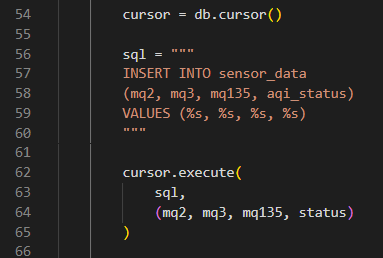 54 cursor = db.cursor()
55
56 sql = """
57 INSERT INTO sensor_data
58 (mq2, mq3, mq135, aqi_status)
59 VALUES (%s, %s, %s, %s)
60 """
61
62 cursor.execute(
63 sql,
64 (mq2, mq3, mq135, status)
65 )
66